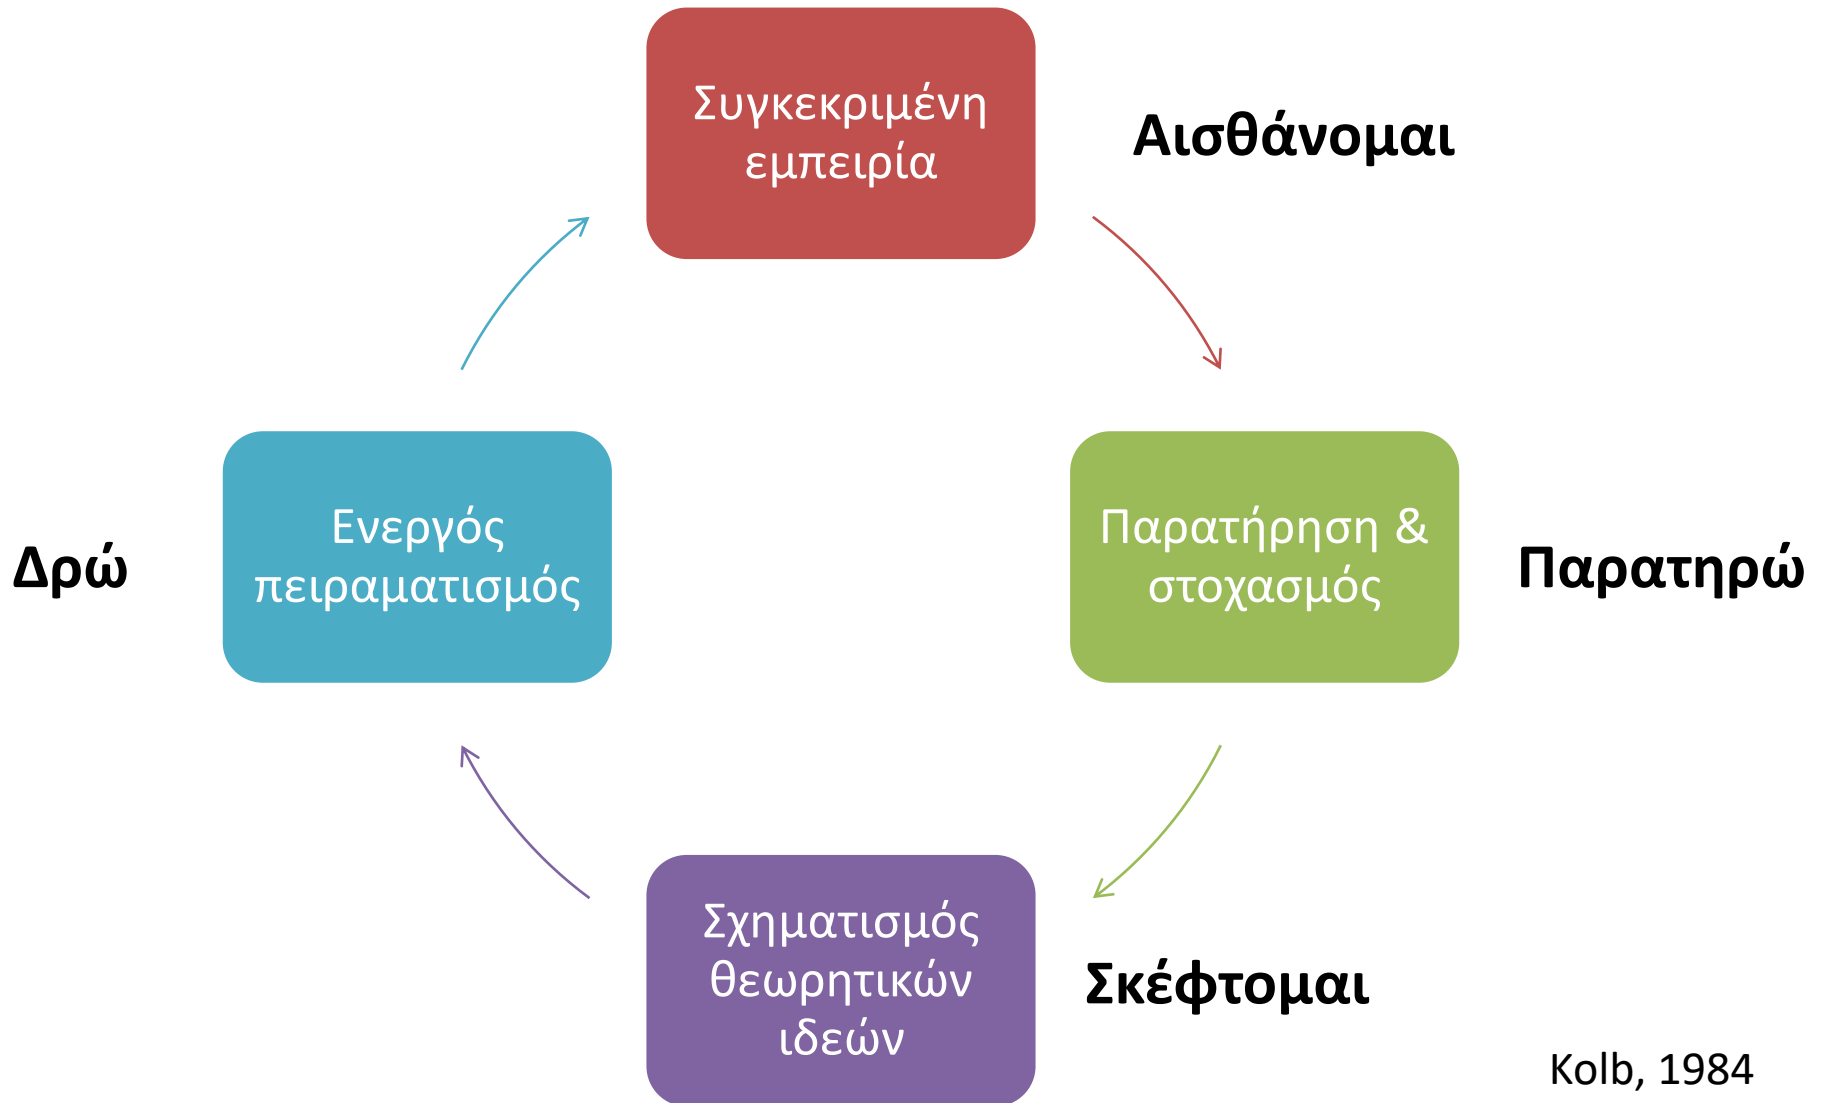 Συγκεκριμένη
εμπειρία
Αισθάνομαι
Παρατήρηση &
στοχασμός
Παρατηρώ
Σχηματισμός
θεωρητικών
ιδεών
Σκέφτομαι
Ενεργός
πειραματισμός
Δρώ
Kolb, 1984